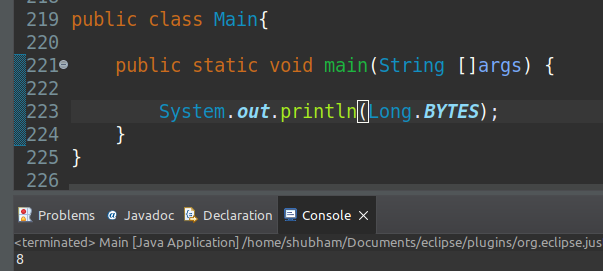 219 public class Main{
220
221 public static void main(String []args) {
222
223 System.out.println(Long.BYTES);
224 }
225 }
226
Problems @ Javadoc Declaration Console
<terminated> Main [Java Application] /home/shubham/Documents/eclipse/plugins/org.eclipse.jus
8